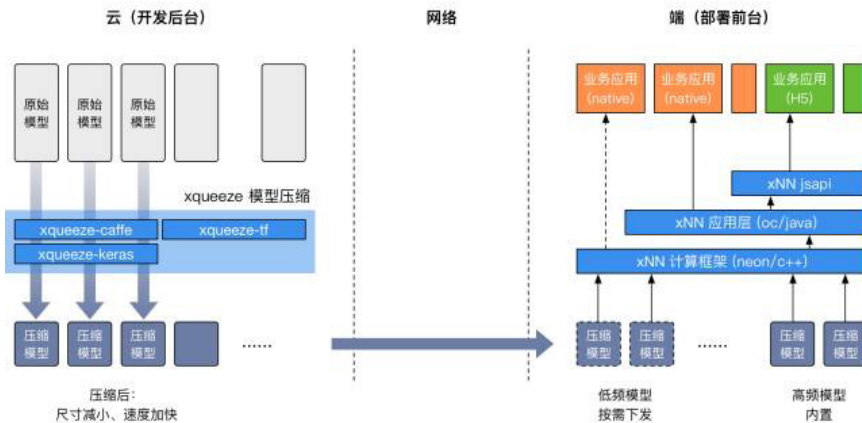 云（开发后台）
网络
端（部署前台）
原始
模型
原始
模型
原始
模型
业务应用
(native)
业务应用
(native)
业务应用
(H5)
xqueeze 模型压缩
xNN jsapi
xqueeze-caffe
xqueeze-tf
xNN 应用层 (oc/java)
xqueeze-keras
xNN 计算框架 (neon/c++)
压缩
模型
压缩
模型
压缩
模型
......
压缩
模型
压缩
模型
......
压缩
模型
压缩
模型
压缩后：
尺寸减小、速度加快
低频模型
按需下发
高频模型
内置